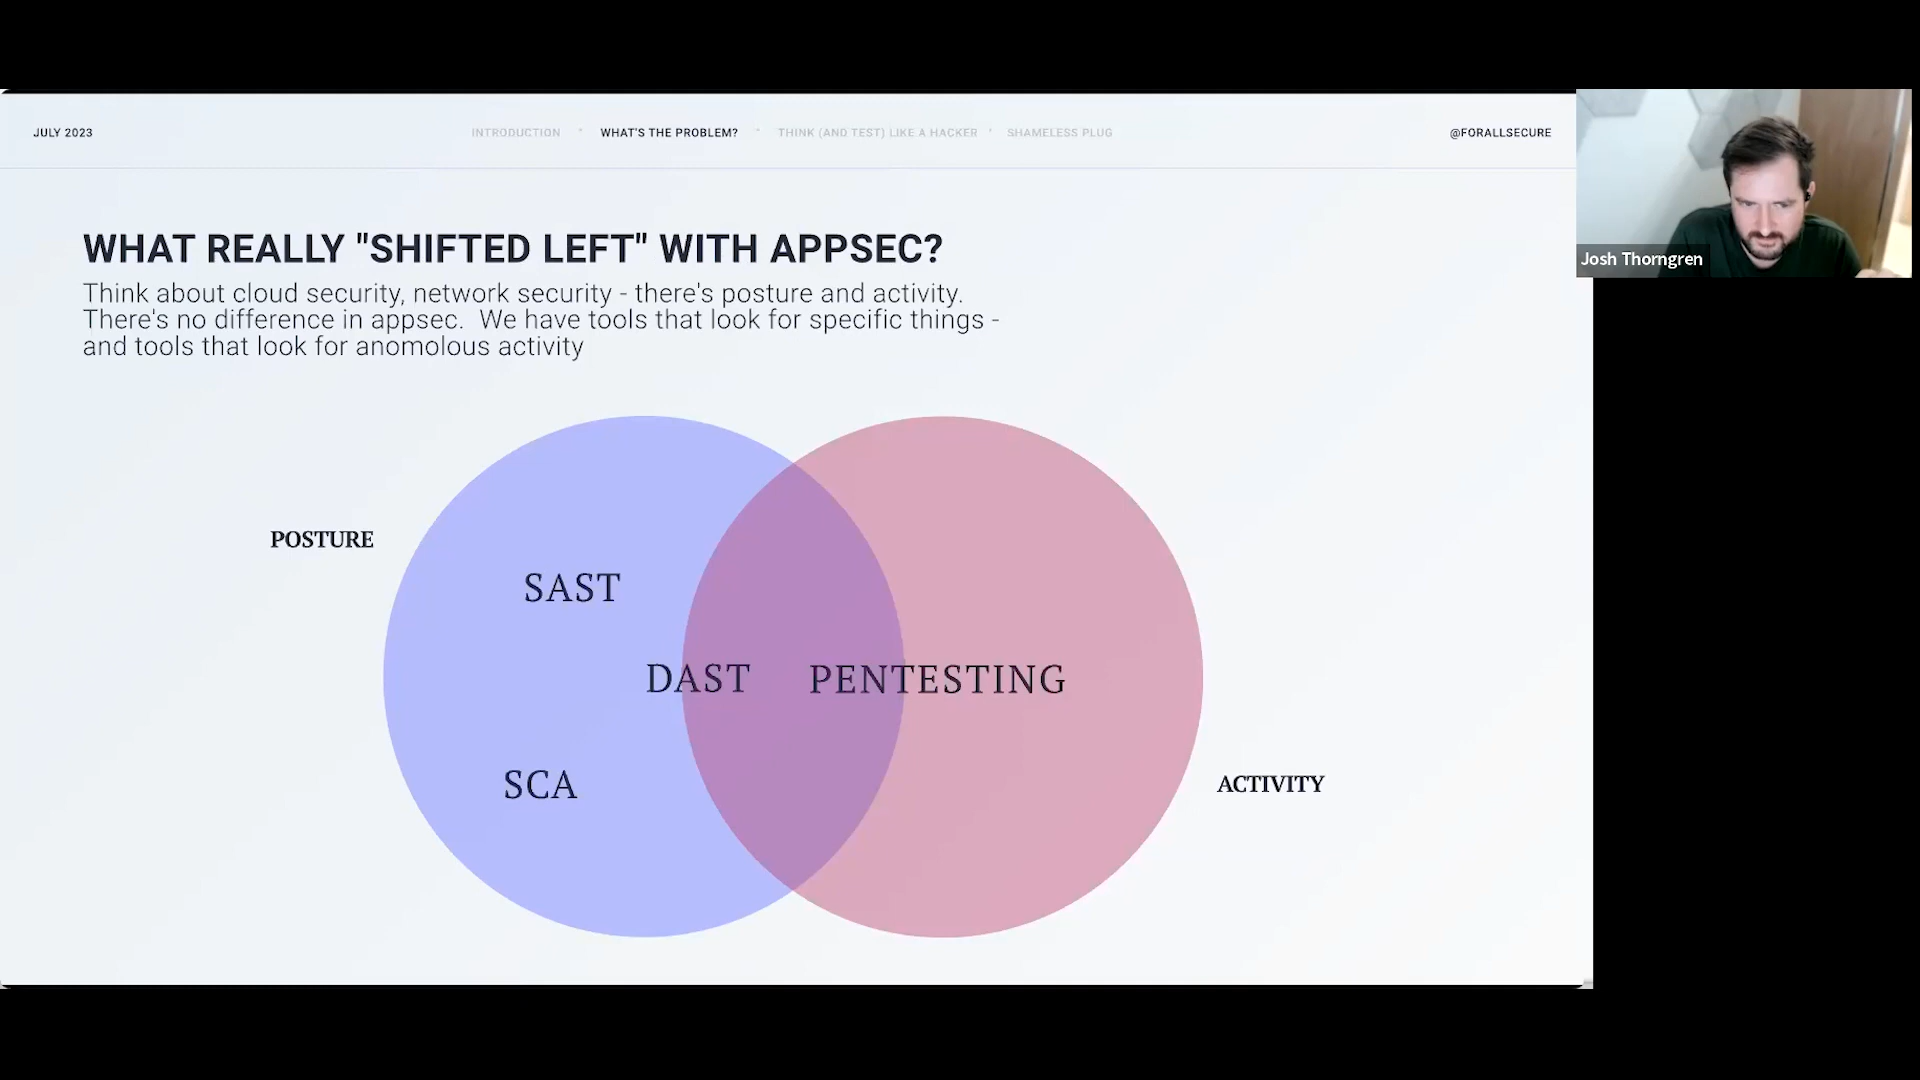 JULY 2023
INTRODUCTION • WHAT'S THE PROBLEM? • THINK (AND TEST) LIKE A HACKER • SHAMELESS PLUG
@FORALLSECURE
Josh Thorngren
WHAT REALLY "SHIFTED LEFT" WITH APPSEC?
Think about cloud security, network security - there's posture and activity.
There's no difference in appsec. We have tools that look for specific things -
and tools that look for anomolous activity
POSTURE
SAST
DAST
PENTESTING
SCA
ACTIVITY